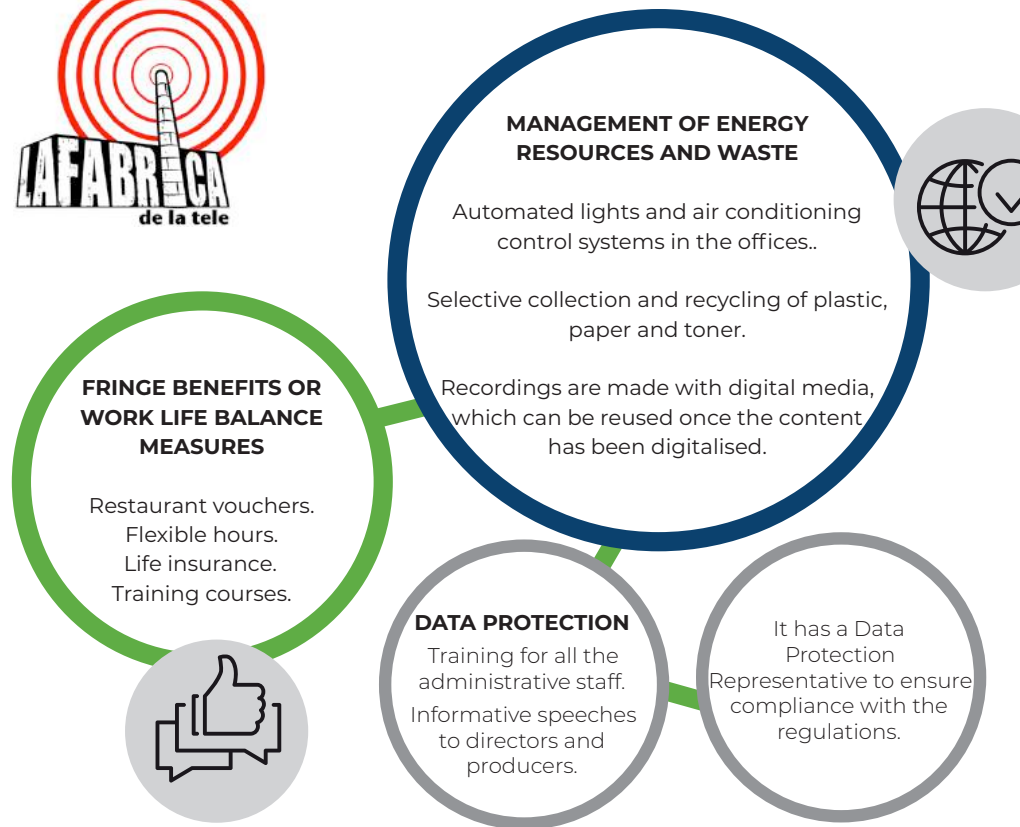 LAFABRICA
de la tele
MANAGEMENT OF ENERGY
RESOURCES AND WASTE
Automated lights and air conditioning
control systems in the offices..
Selective collection and recycling of plastic,
paper and toner.
Recordings are made with digital media,
which can be reused once the content
has been digitalised.
FRINGE BENEFITS OR
WORK LIFE BALANCE
MEASURES
Restaurant vouchers.
Flexible hours.
Life insurance.
Training courses.
DATA PROTECTION
Training for all the
administrative staff.
Informative speeches
to directors and
producers.
It has a Data
Protection
Representative to ensure
compliance with the
regulations.